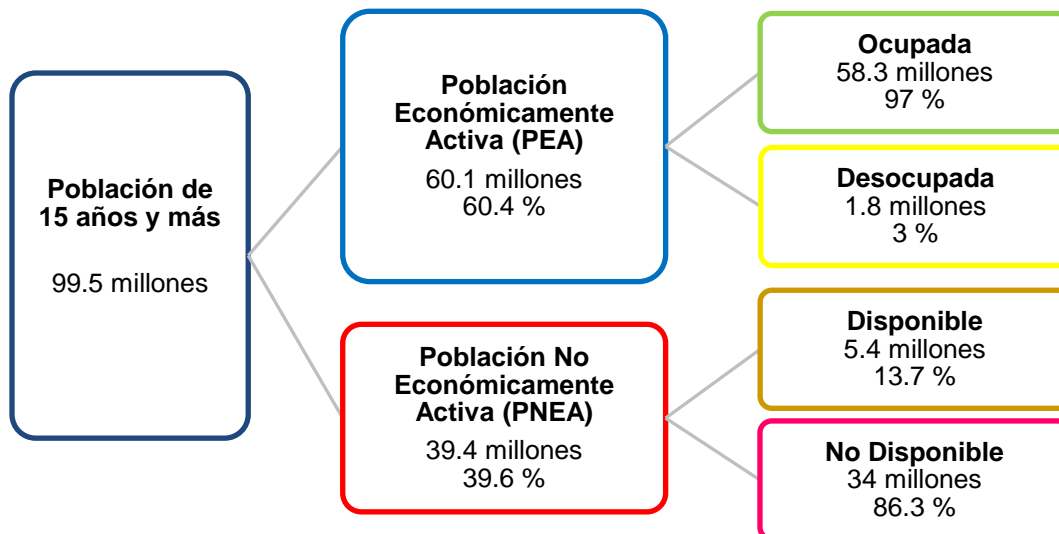 Población de
15 años y más
99.5 millones
Población
Económicamente
Activa (PEA)
60.1 millones
60.4 %
Ocupada
58.3 millones
97 %
Desocupada
1.8 millones
3 %
Población No
Económicamente
Activa (PNEA)
39.4 millones
39.6 %
Disponible
5.4 millones
13.7 %
No Disponible
34 millones
86.3 %